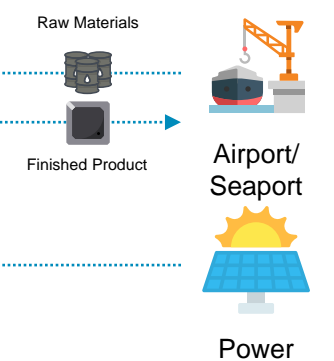 Raw Materials
Finished Product
Airport/
Seaport
Power